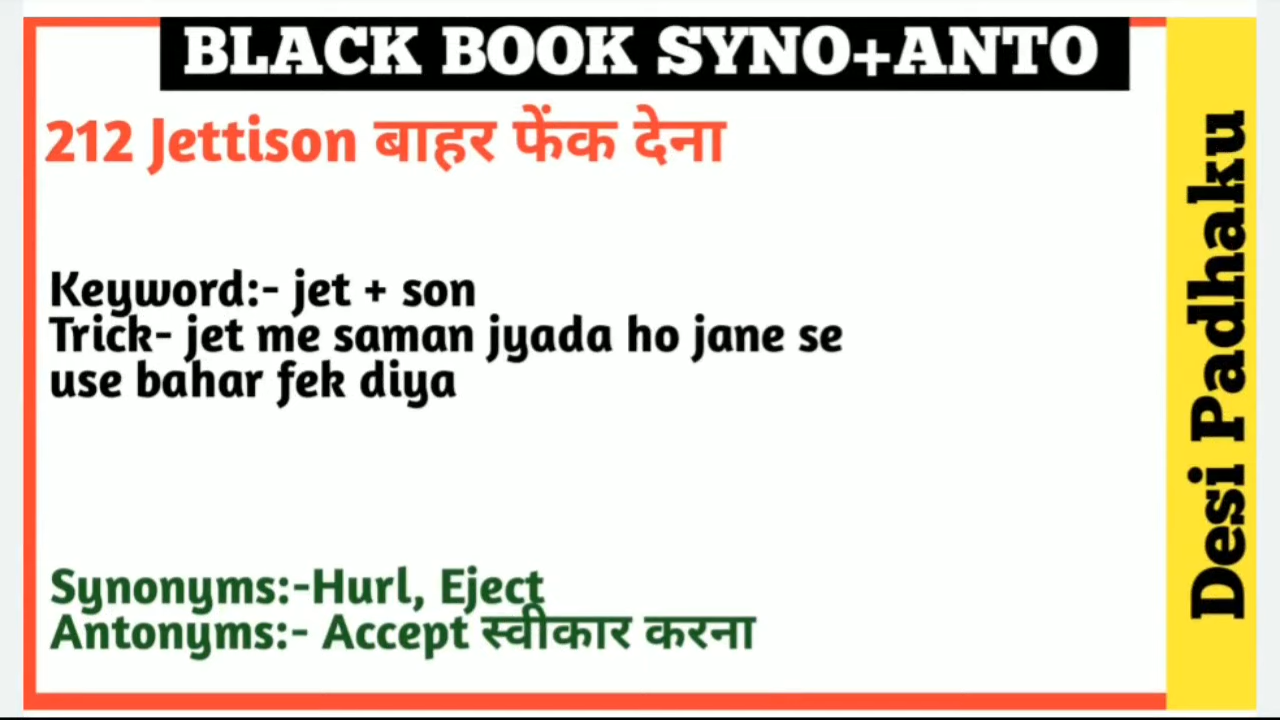 BLACK BOOK SYNO+ANTO
212 Jettison बाहर फेंक देना
Keyword:- jet + son
Trick- jet me saman jyada ho jane se
use bahar fek diya
Synonyms:-Hurl, Eject
Antonyms:- Accept स्वीकार करना
Desi Padhaku